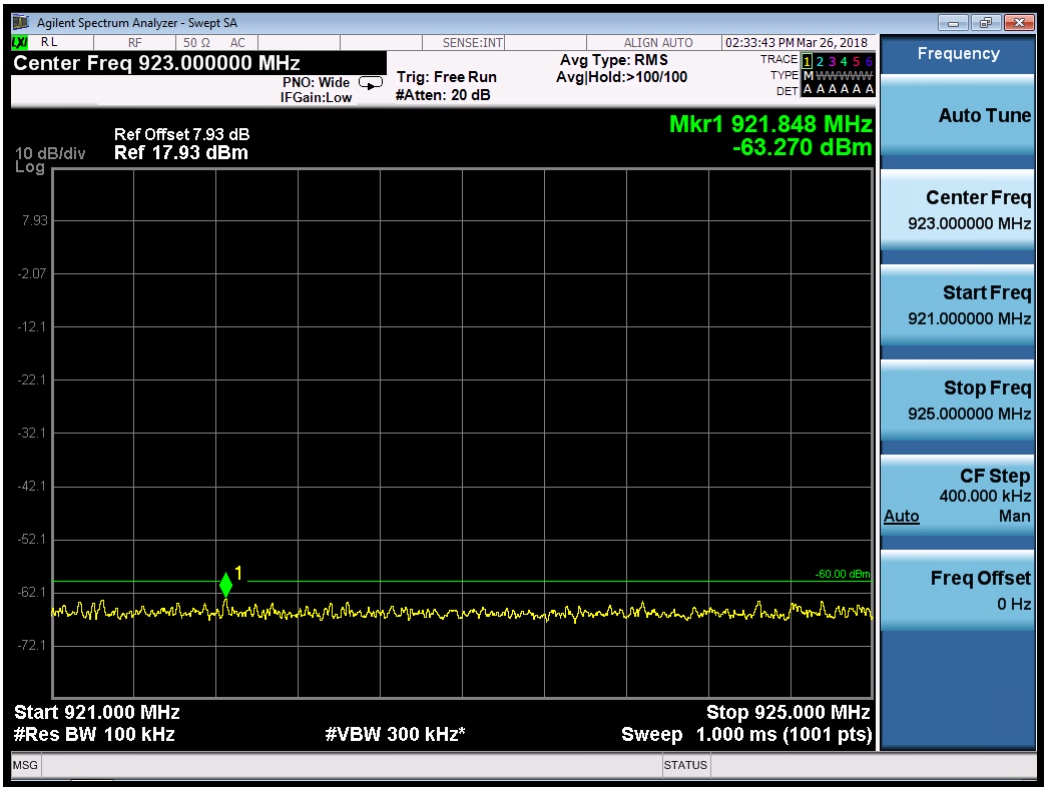 Agilent Spectrum Analyzer - Swept SA
LXI RL RF 50 Ω AC SENSE:INT ALIGN AUTO 02:33:43 PM Mar 26, 2018
Center Freq 923.000000 MHz
PNO: Wide
IFGain:Low
Trig: Free Run
#Atten: 20 dB
Avg Type: RMS
Avg|Hold:>100/100
TRACE 1 2 3 4 5 6
TYPE M WWWWW
DET A A A A A A
Mkr1 921.848 MHz
-63.270 dBm
Ref Offset 7.93 dB
10 dB/div Ref 17.93 dBm
Log
7.93
-2.07
-12.1
-22.1
-32.1
-42.1
-52.1
-62.1
-72.1
1
-60.00 dBm
Start 921.000 MHz Stop 925.000 MHz
#Res BW 100 kHz #VBW 300 kHz* Sweep 1.000 ms (1001 pts)
MSG STATUS
Frequency
Auto Tune
Center Freq
923.000000 MHz
Start Freq
921.000000 MHz
Stop Freq
925.000000 MHz
CF Step
400.000 kHz
Auto Man
Freq Offset
0 Hz